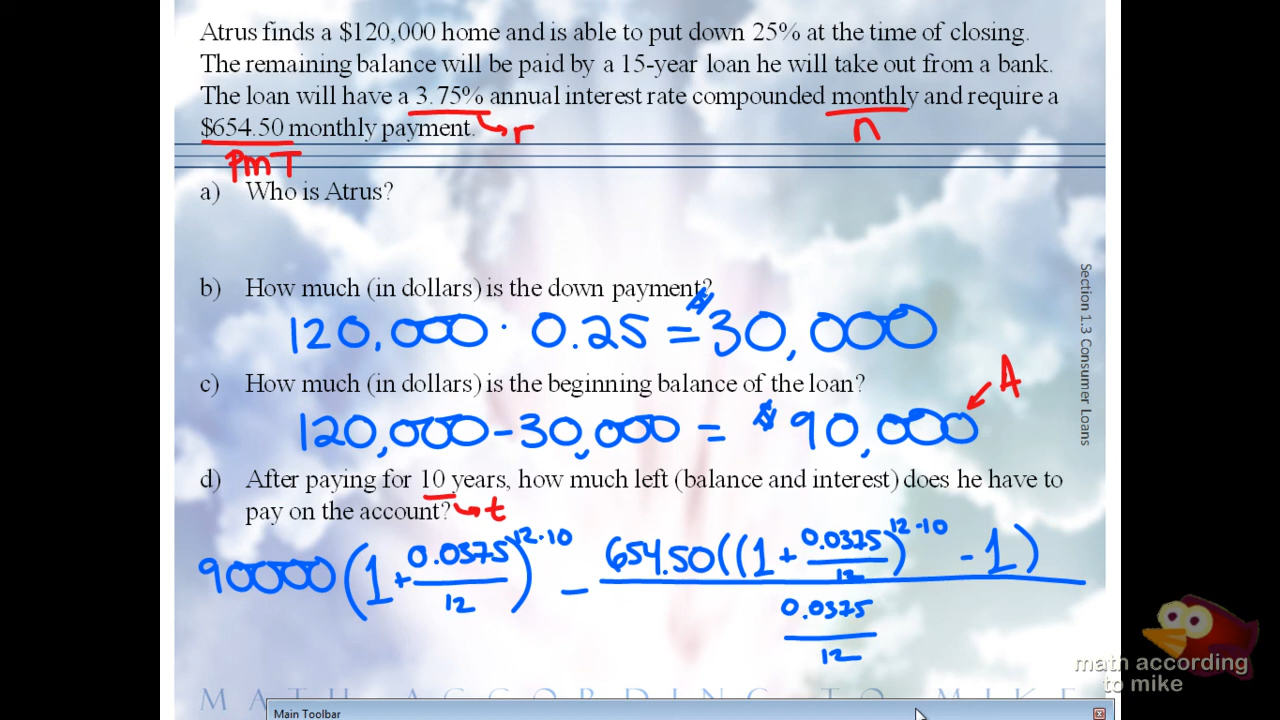 Atrus finds a $120,000 home and is able to put down 25% at the time of closing.
The remaining balance will be paid by a 15-year loan he will take out from a bank.
The loan will have a 3.75% annual interest rate compounded monthly and require a
$654.50 monthly payment.
r
n
PMT
a) Who is Atrus?
b) How much (in dollars) is the down payment?
120,000 · 0.25 = $30,000
c) How much (in dollars) is the beginning balance of the loan?
A
120,000 - 30,000 = $90,000
d) After paying for 10 years, how much left (balance and interest) does he have to
pay on the account?
t
90000(1+0.0375/12)^12·10 - 654.50((1+0.0375/12)^12·10 - 1)
0.0375
12
Section 1.3 Consumer Loans
MATH ACCORDING TO MIKE
math according
to mike
Main Toolbar